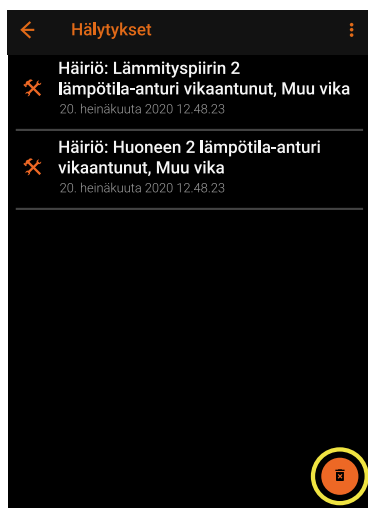 Hälytykset
Häiriö: Lämmityspiirin 2
lämpötila-anturi vikaantunut, Muu vika
20. heinäkuuta 2020 12.48.23
Häiriö: Huoneen 2 lämpötila-anturi
vikaantunut, Muu vika
20. heinäkuuta 2020 12.48.23